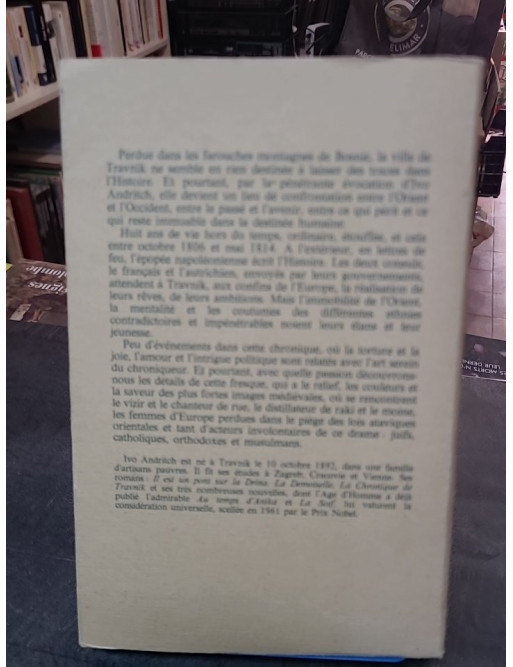 ELIMAR
Perdue dans les farouches montagnes de Bosnie, la ville de
Travnik ne semble en rien destinée à laisser des traces dans
l'Histoire. Et pourtant, par la pénétrante évocation d'Ivo
Andritch, elle devient un lieu de confrontation entre l'Orient
et l'Occident, entre le passé et l'avenir, entre ce qui périt et ce
qui reste immuable dans la destinée humaine.
Huit ans de vie hors du temps, ordinaire, étouffée, et cela
entre octobre 1806 et mai 1814. A l'extérieur, en lettres de
feu, l'épopée napoléonienne écrit l'Histoire. Les deux consuls,
le français et l'autrichien, envoyés par leurs gouvernements,
attendent à Travnik, aux confins de l'Europe, la réalisation de
leurs rêves, de leurs ambitions. Mais l'immobilité de l'Orient,
la mentalité et les coutumes des différentes ethnies
contradictoires et impénétrables noient leurs élans et leur
jeunesse.
Peu d'événements dans cette chronique, où la torture et la
joie, l'amour et l'intrigue politique sont relatés avec l'art serein
du chroniqueur. Et pourtant, avec quelle passion découvrons-
nous les détails de cette fresque, qui a le relief, les couleurs et
la saveur des plus fortes images médiévales, où se rencontrent
le vizir et le chanteur de rue, le distillateur de raki et le moine,
les femmes d'Europe perdues dans le piège des lois ataviques
orientales et tant d'acteurs involontaires de ce drame : juifs,
catholiques, orthodoxes et musulmans.
Ivo Andritch est né à Travnik le 10 octobre 1892, dans une famille
d'artisans pauvres. Il fit ses études à Zagreb, Cracovie et Vienne. Ses
romans : Il est un pont sur la Drina, La Demoiselle, La Chronique de
Travnik et ses très nombreuses nouvelles, dont l'Age d'Homme a déjà
publié l'admirable Au temps d'Anika et La Soif, lui valurent la
considération universelle, scellée en 1961 par le Prix Nobel.